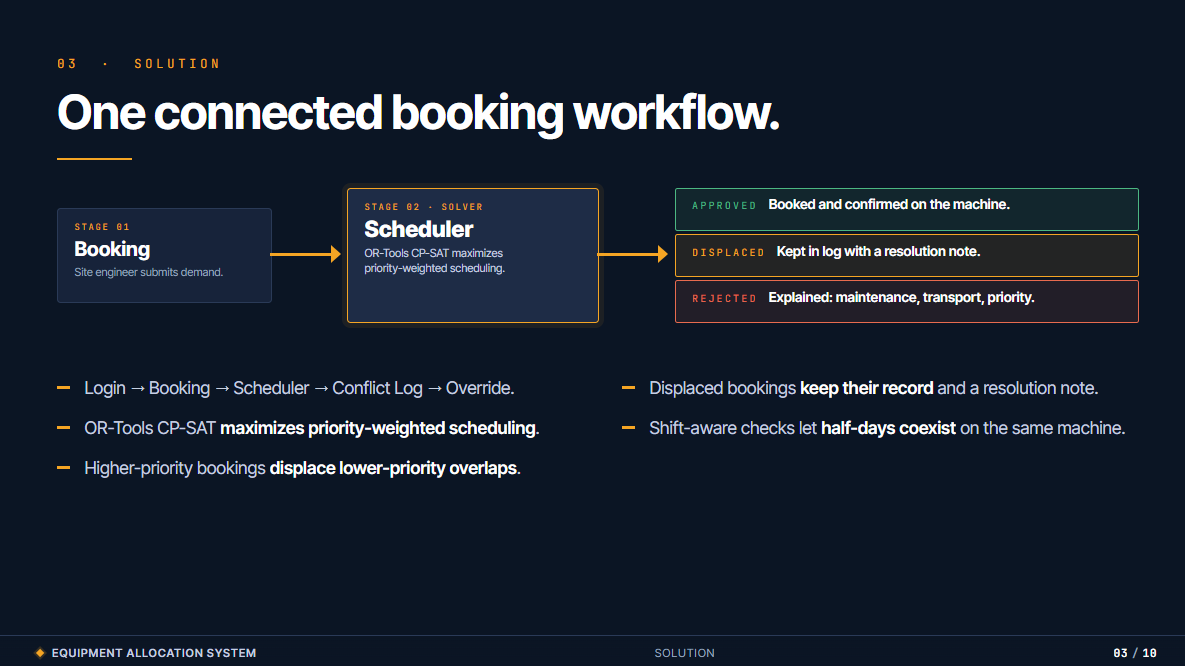 03 · SOLUTION
One connected booking workflow.
STAGE 01
Booking
Site engineer submits demand.
STAGE 02 · SOLVER
Scheduler
OR-Tools CP-SAT maximizes
priority-weighted scheduling.
APPROVED Booked and confirmed on the machine.
DISPLACED Kept in log with a resolution note.
REJECTED Explained: maintenance, transport, priority.
Login → Booking → Scheduler → Conflict Log → Override.
OR-Tools CP-SAT maximizes priority-weighted scheduling.
Higher-priority bookings displace lower-priority overlaps.
Displaced bookings keep their record and a resolution note.
Shift-aware checks let half-days coexist on the same machine.
EQUIPMENT ALLOCATION SYSTEM
SOLUTION
03 / 10